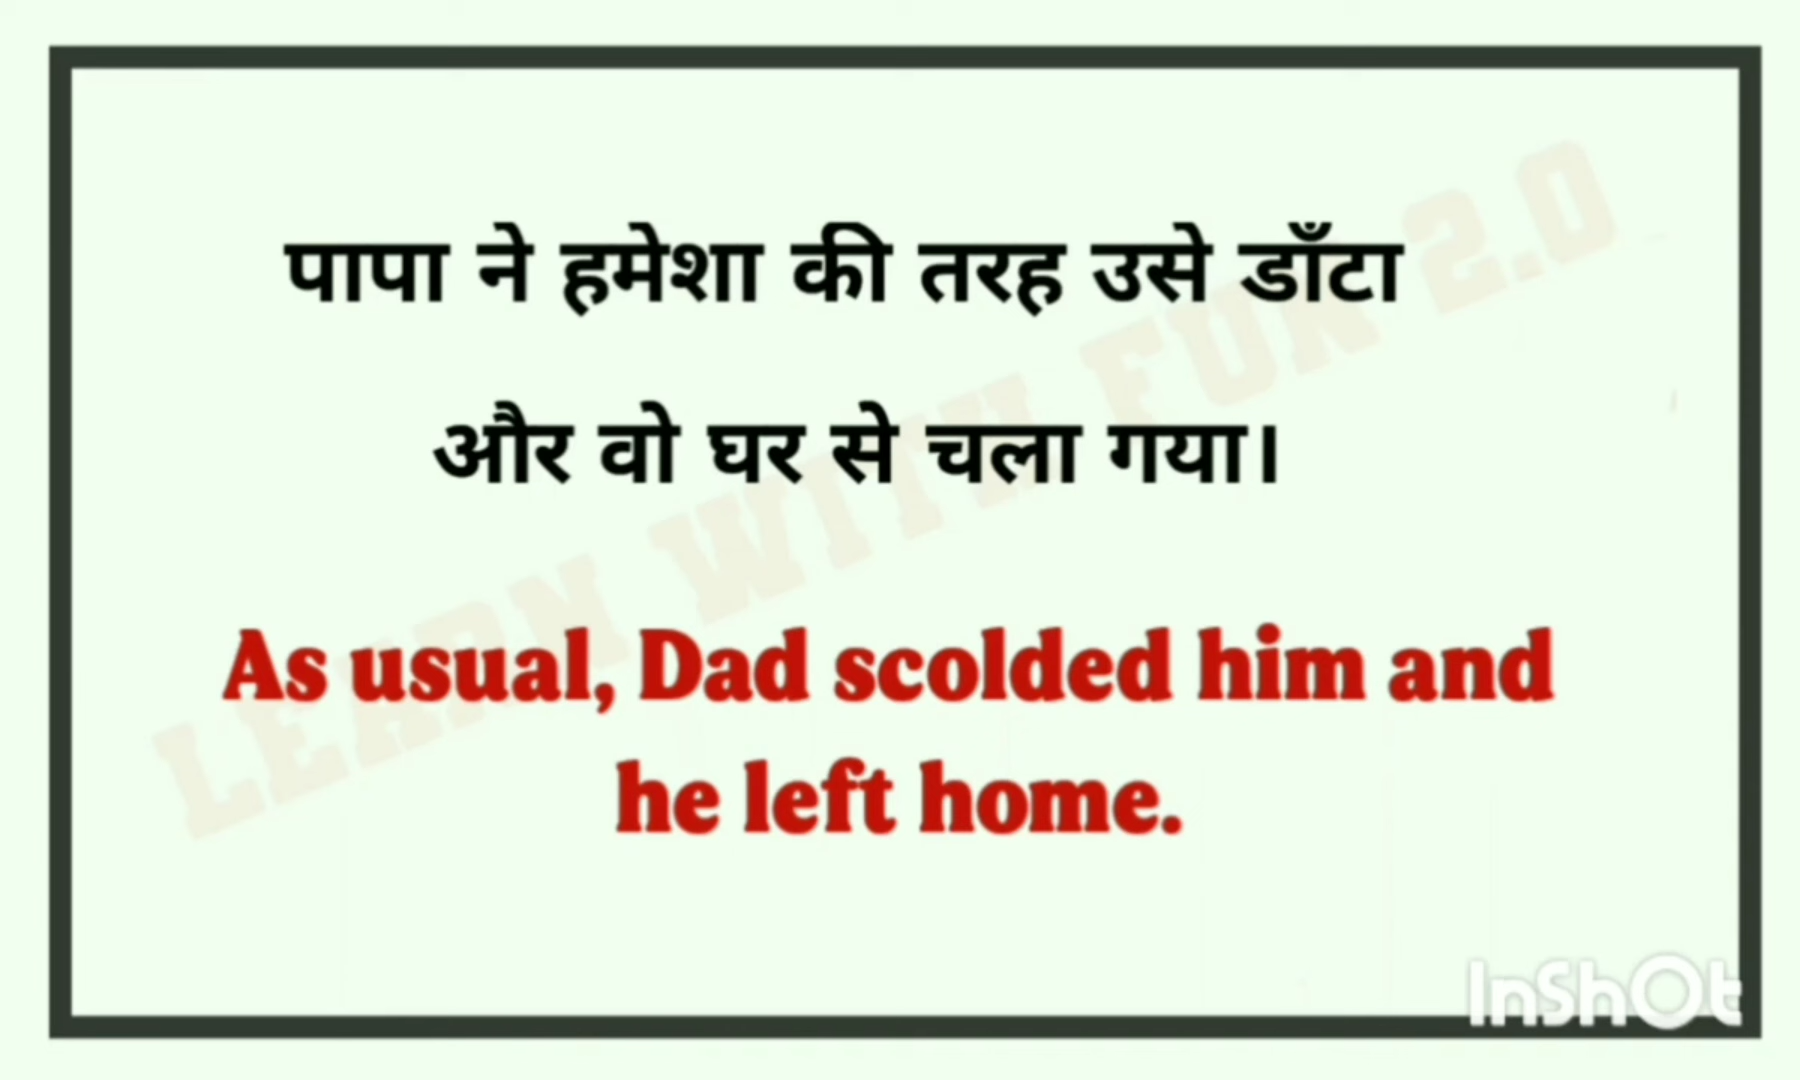 पापा ने हमेशा की तरह उसे डाँटा
और वो घर से चला गया।
As usual, Dad scolded him and
he left home.
LEARN WITH FUN 2.0
InShOt